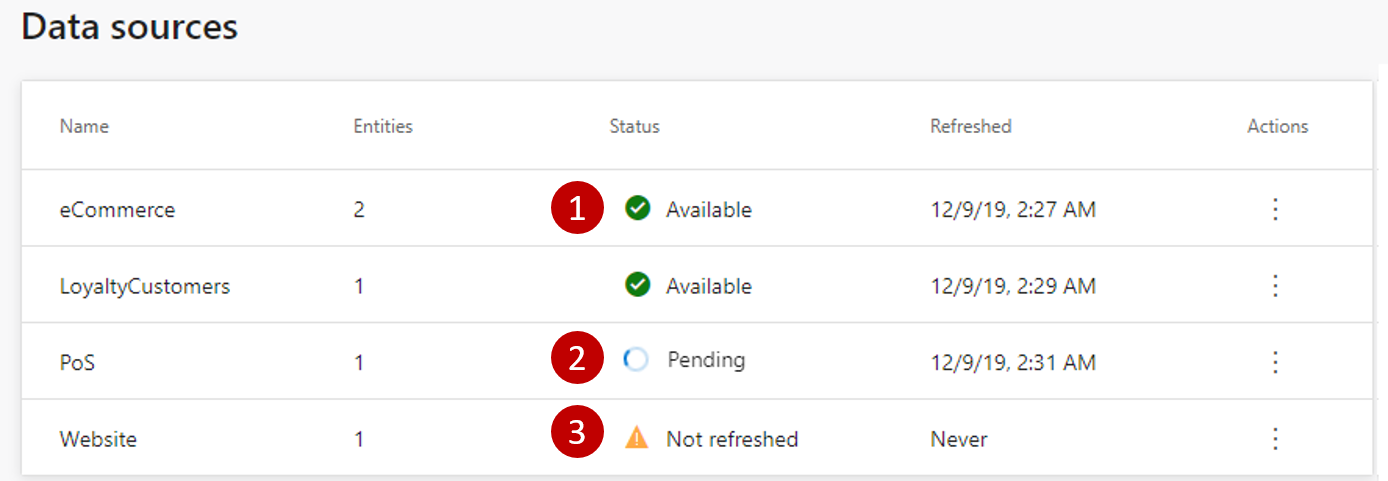 Data sources
Name Entities Status Refreshed Actions
eCommerce 2 1 Available 12/9/19, 2:27 AM
LoyaltyCustomers 1 Available 12/9/19, 2:29 AM
PoS 1 2 Pending 12/9/19, 2:31 AM
Website 1 3 Not refreshed Never